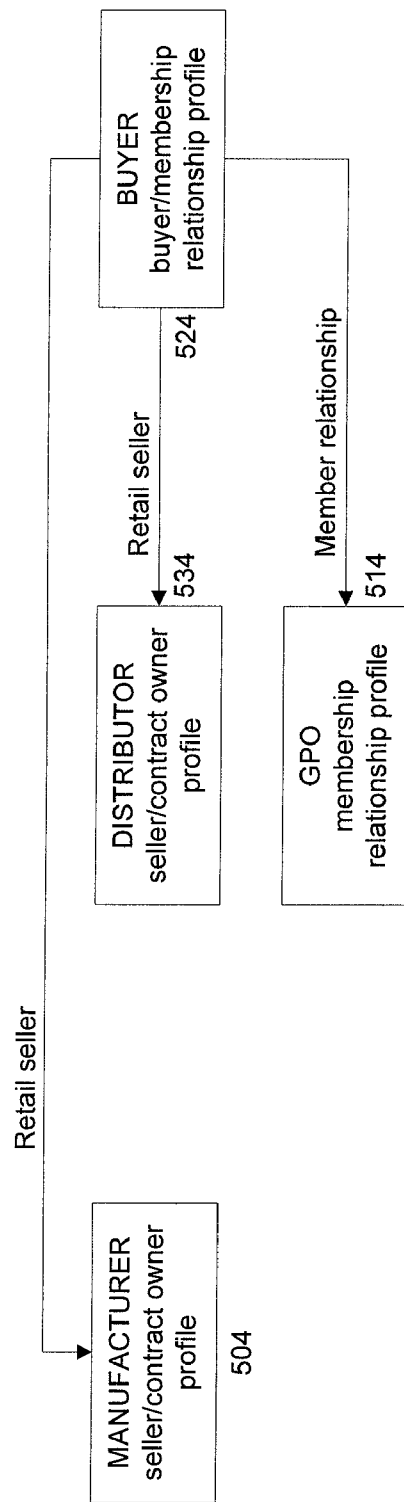 Retail seller
MANUFACTURER
seller/contract owner
profile
504
DISTRIBUTOR
seller/contract owner
profile
534
Retail seller
BUYER
buyer/membership
relationship profile
524
GPO
membership
relationship profile
514
Member relationship